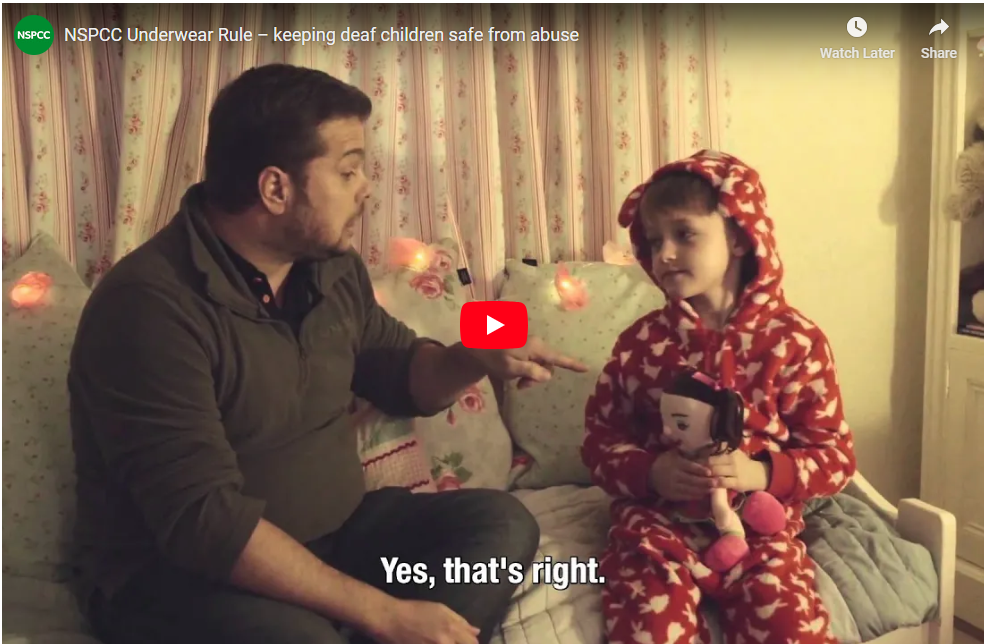 NSPCC
NSPCC Underwear Rule – keeping deaf children safe from abuse
Watch Later
Share
Yes, that's right.